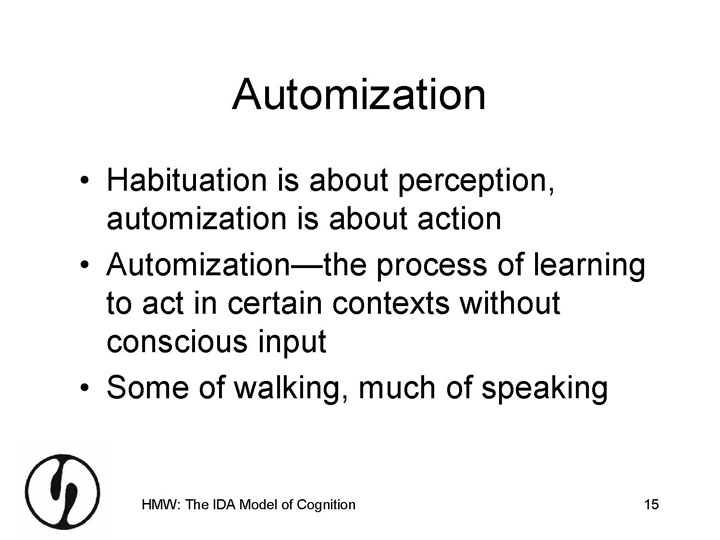 Automization
• Habituation is about perception,
automization is about action
• Automization—the process of learning
to act in certain contexts without
conscious input
• Some of walking, much of speaking
HMW: The IDA Model of Cognition
15